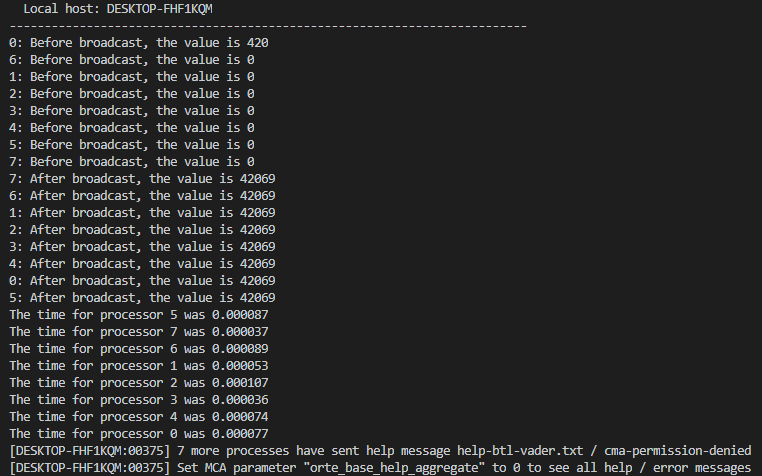 Local host: DESKTOP-FHF1KQM
--------------------------------------------------------------------------
0: Before broadcast, the value is 420
6: Before broadcast, the value is 0
1: Before broadcast, the value is 0
2: Before broadcast, the value is 0
3: Before broadcast, the value is 0
4: Before broadcast, the value is 0
5: Before broadcast, the value is 0
7: Before broadcast, the value is 0
7: After broadcast, the value is 42069
6: After broadcast, the value is 42069
1: After broadcast, the value is 42069
2: After broadcast, the value is 42069
3: After broadcast, the value is 42069
4: After broadcast, the value is 42069
0: After broadcast, the value is 42069
5: After broadcast, the value is 42069
The time for processor 5 was 0.000087
The time for processor 7 was 0.000037
The time for processor 6 was 0.000089
The time for processor 1 was 0.000053
The time for processor 2 was 0.000107
The time for processor 3 was 0.000036
The time for processor 4 was 0.000074
The time for processor 0 was 0.000077
[DESKTOP-FHF1KQM:00375] 7 more processes have sent help message help-btl-vader.txt / cma-permission-denied
[DESKTOP-FHF1KQM:00375] Set MCA parameter "orte_base_help_aggregate" to 0 to see all help / error messages